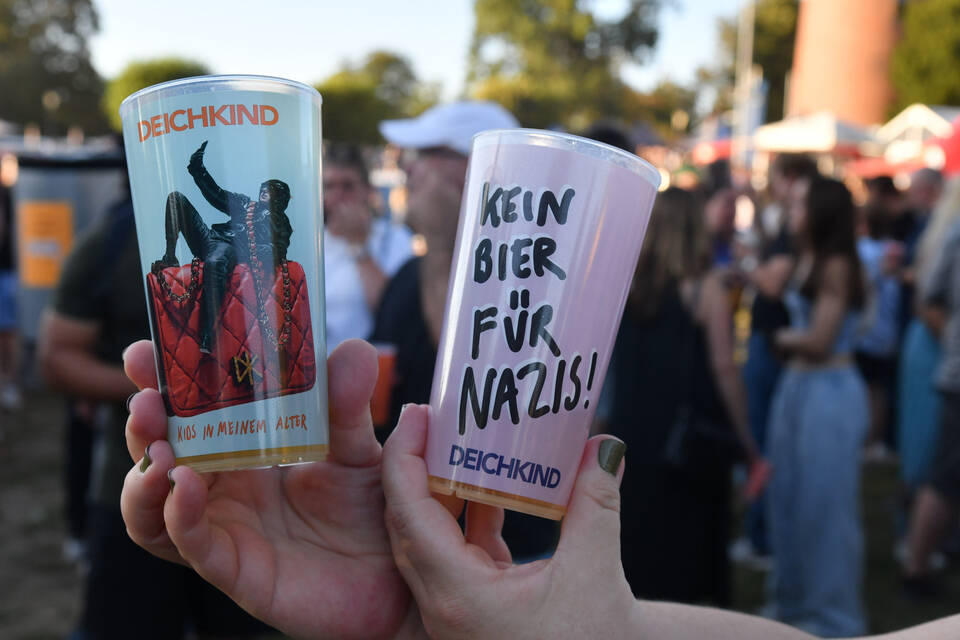 DEICHKIND
KIDS IN MEINEM ALTER
KEIN
BIER
FÜR
NAZIS!
DEICHKIND